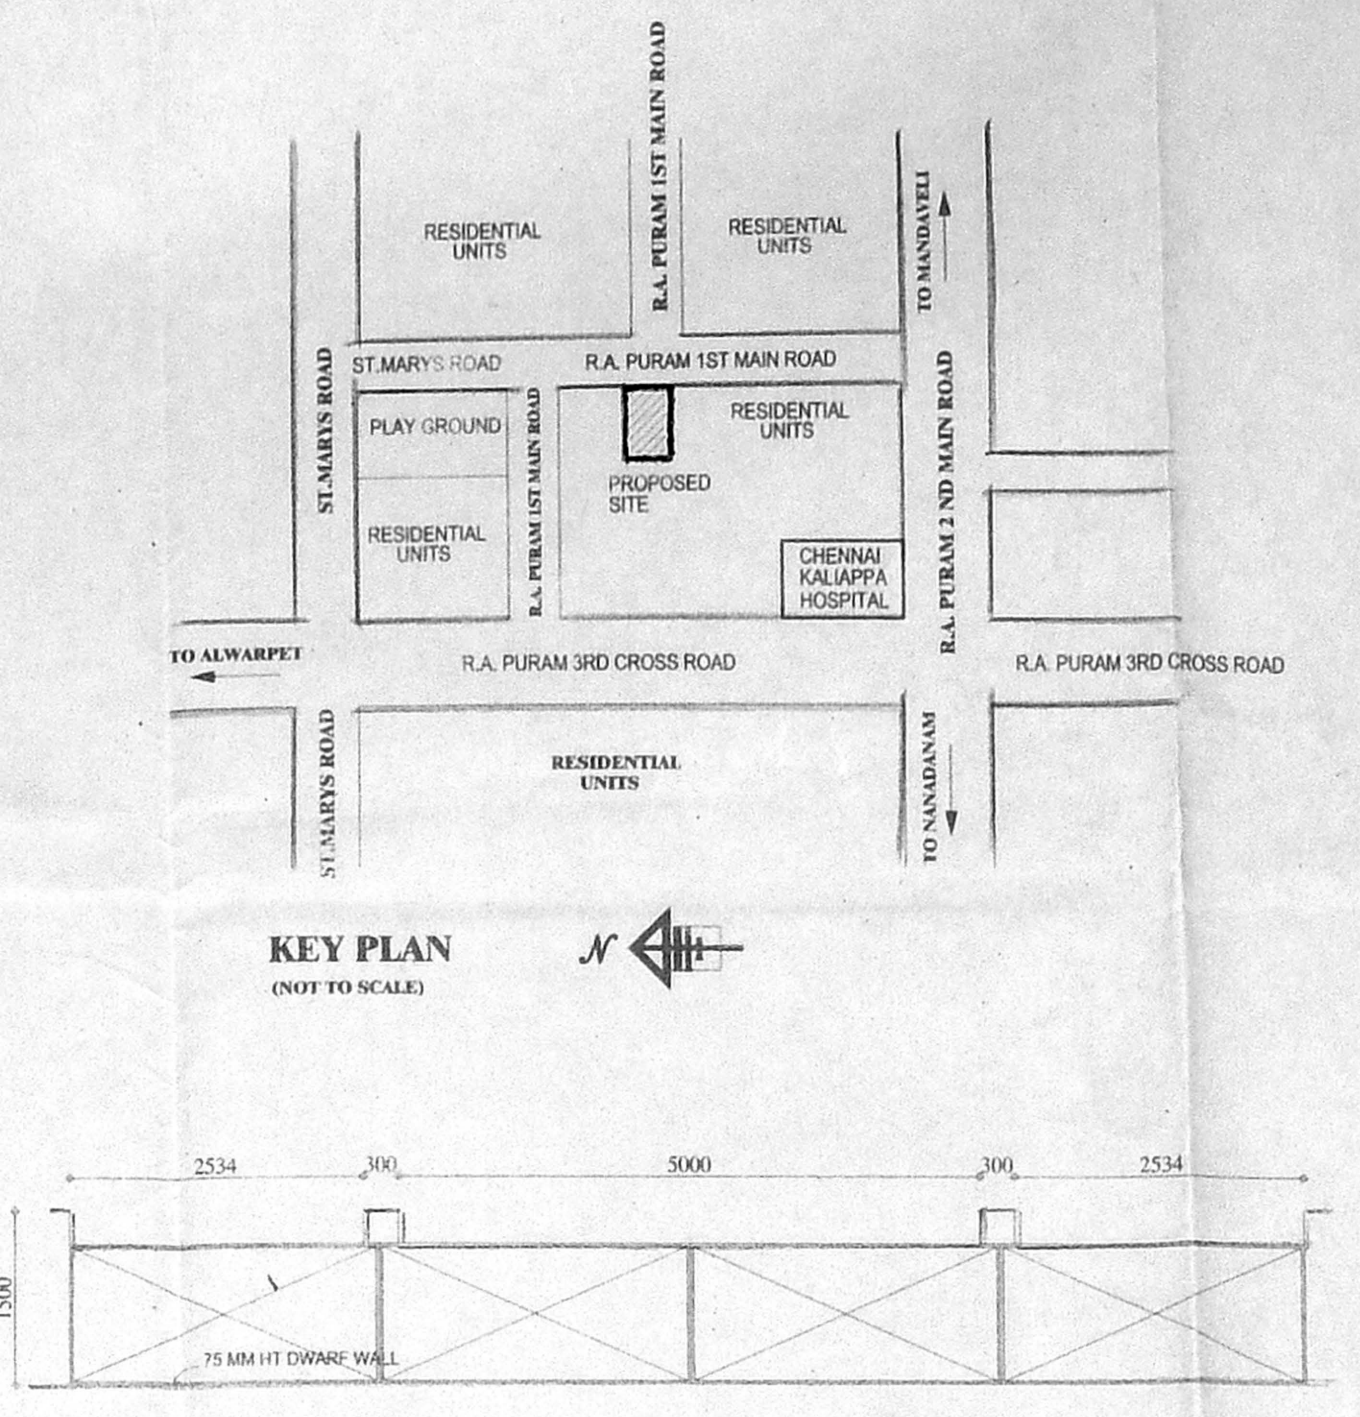 R.A. PURAM 1ST MAIN ROAD
TO MANDAVELI
RESIDENTIAL
UNITS
RESIDENTIAL
UNITS
ST.MARYS ROAD
R.A. PURAM 1ST MAIN ROAD
ST.MARYS ROAD
PLAY GROUND
R.A. PURAM 1ST MAIN ROAD
RESIDENTIAL
UNITS
R.A. PURAM 2 ND MAIN ROAD
PROPOSED
SITE
RESIDENTIAL
UNITS
CHENNAI
KALIAPPA
HOSPITAL
TO ALWARPET
R.A. PURAM 3RD CROSS ROAD
R.A. PURAM 3RD CROSS ROAD
ST.MARYS ROAD
RESIDENTIAL
UNITS
TO NANADANAM
KEY PLAN
(NOT TO SCALE)
N
2534
300
5000
300
2534
1500
75 MM HT DWARF WALL